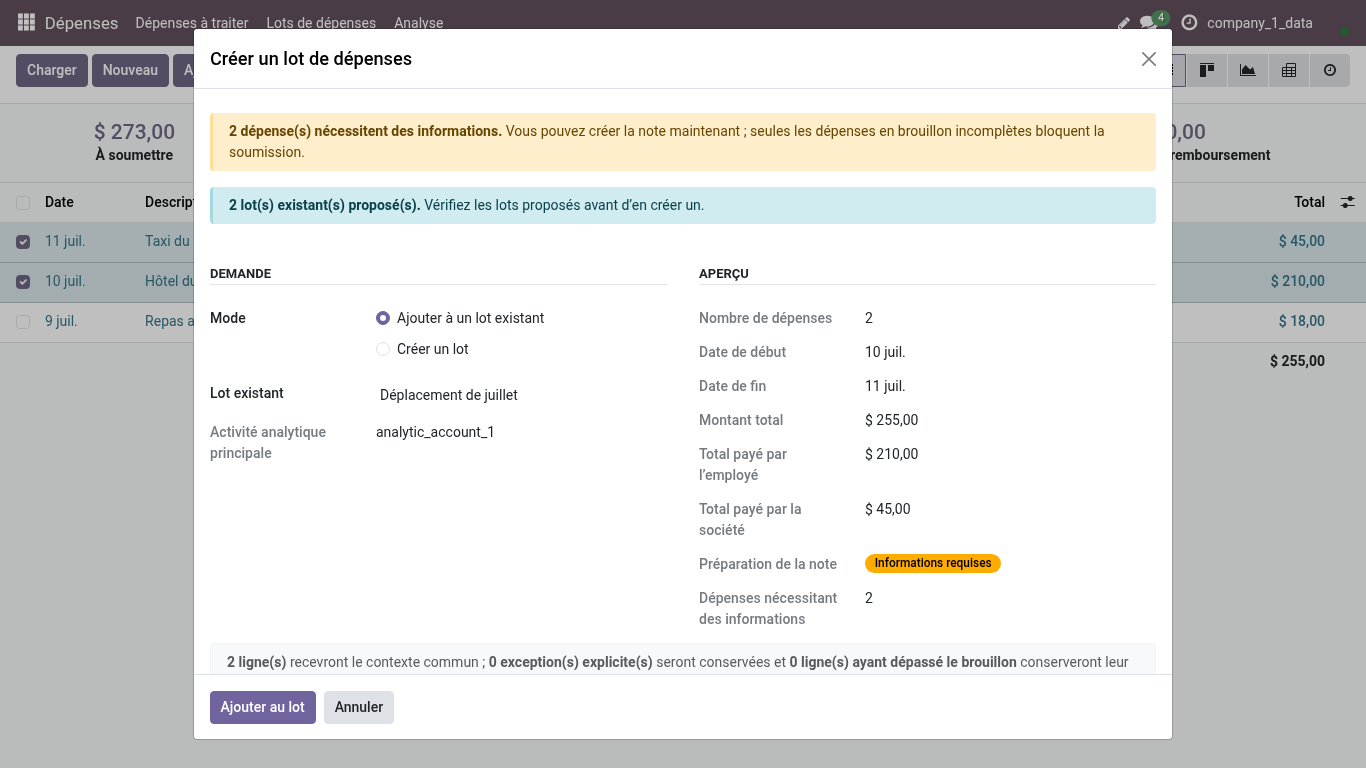 Dépenses Dépenses à traiter Lots de dépenses Analyse 4 company_1_data
Créer un lot de dépenses
Charger Nouveau
$ 273,00
À soumettre
remboursement
2 dépense(s) nécessitent des informations. Vous pouvez créer la note maintenant ; seules les dépenses en brouillon incomplètes bloquent la
soumission.
2 lot(s) existant(s) proposé(s). Vérifiez les lots proposés avant d’en créer un.
Date Total
11 juil. Taxi du $ 45,00
10 juil. $ 210,00
9 juil. $ 18,00
$ 255,00
DEMANDE
Mode
Ajouter à un lot existant
Créer un lot
Lot existant Déplacement de juillet
Activité analytique
principale
analytic_account_1
APERÇU
Nombre de dépenses 2
Date de début 10 juil.
Date de fin 11 juil.
Montant total $ 255,00
Total payé par
l’employé
$ 210,00
Total payé par la
société
$ 45,00
Préparation de la note Informations requises
Dépenses nécessitant
des informations
2
2 ligne(s) recevront le contexte commun ; 0 exception(s) explicite(s) seront conservées et 0 ligne(s) ayant dépassé le brouillon conserveront leur
Ajouter au lot Annuler